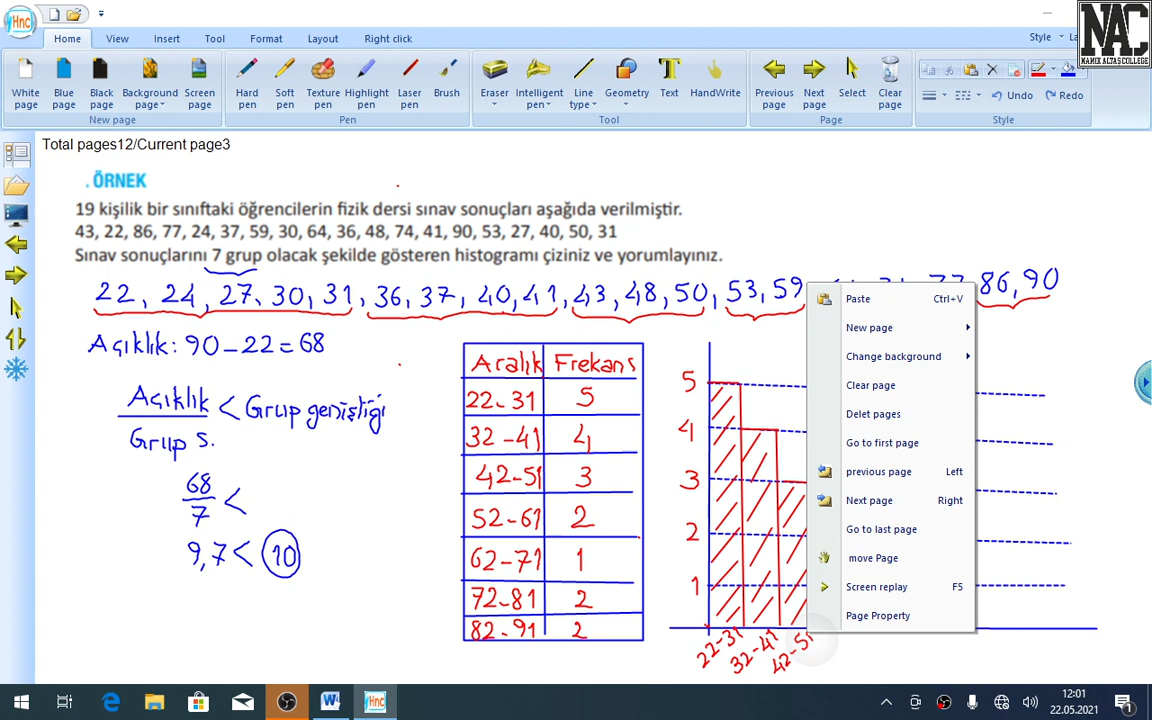 Hnc
NAC
NAMIK ALTAS COLLEGE
Home View Insert Tool Format Layout Right click Style
White page Blue page Black page Background page Screen page Hard pen Soft pen Texture pen Highlight pen Laser pen Brush Eraser Intelligent pen Line type Geometry Text HandWrite Previous page Next page Select Clear page Undo Redo
New page Pen Tool Page Style
Total pages12/Current page3
. ÖRNEK
19 kişilik bir sınıftaki öğrencilerin fizik dersi sınav sonuçları aşağıda verilmiştir.
43, 22, 86, 77, 24, 37, 59, 30, 64, 36, 48, 74, 41, 90, 53, 27, 40, 50, 31
Sınav sonuçlarını 7 grup olacak şekilde gösteren histogramı çiziniz ve yorumlayınız.
22, 24, 27, 30, 31, 36, 37, 40, 41, 43, 48, 50, 53, 59 86, 90
Açıklık: 90-22=68
Açıklık < Grup genişliği
Grup s.
68 <
7
9,7 < 10
Aralık Frekans
22-31 5
32-41 4
42-51 3
52-61 2
62-71 1
72-81 2
82-91 2
5
4
3
2
1
22-31 32-41 42-51
Paste Ctrl+V
New page
Change background
Clear page
Delet pages
Go to first page
previous page Left
Next page Right
Go to last page
move Page
Screen replay F5
Page Property
Hnc
12:01
22.05.2021
1